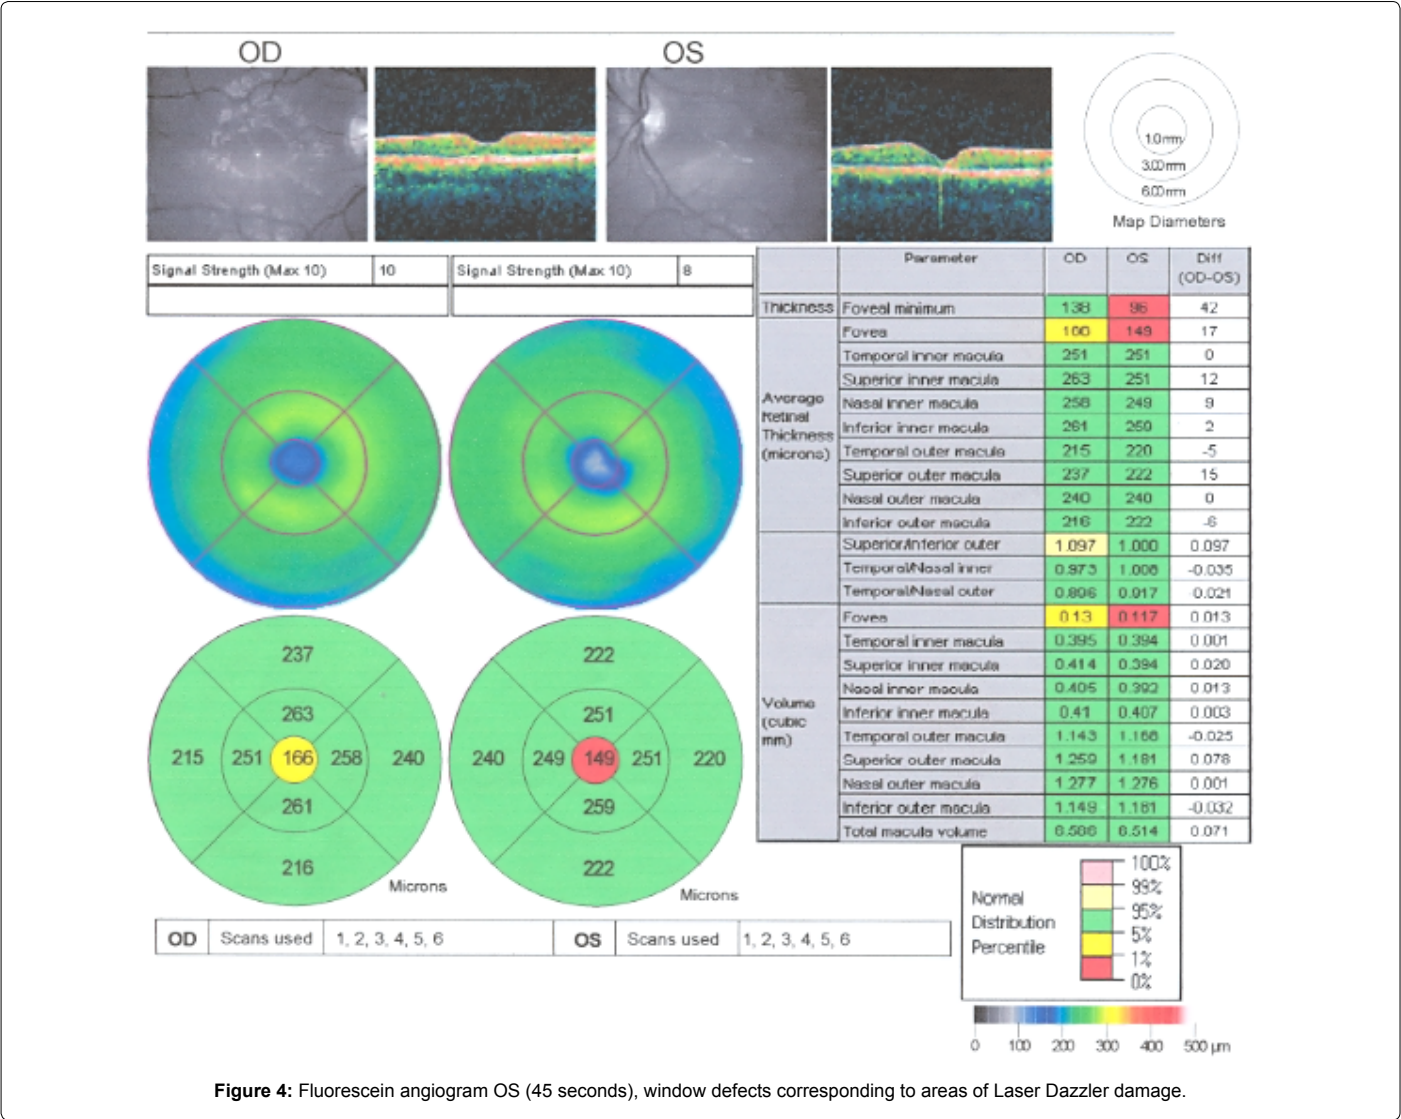 OD OS
1.0mm
3.00mm
6.00mm
Map Diameters
Signal Strength (Max 10) 10 Signal Strength (Max 10) 8
Parameter OD OS Diff (OD-OS)
Thickness Foveal minimum 138 96 42
Average Retinal Thickness (microns)
Fovea 149 17
Temporal inner macula 251 251 0
Superior inner macula 263 251 12
Nasal inner macula 258 249 9
Inferior inner macula 261 259 2
Temporal outer macula 215 220 -5
Superior outer macula 237 222 15
Nasal outer macula 240 240 0
Inferior outer macula 216 222 -6
Superior/Inferior outer 1.097 1.000 0.097
Temporal/Nasal inner 0.973 1.008 -0.035
Temporal/Nasal outer 0.896 0.917 -0.021
Volume (cubic mm)
Fovea 0.13 0.117 0.013
Temporal inner macula 0.395 0.394 0.001
Superior inner macula 0.414 0.394 0.020
Nasal inner macula 0.405 0.392 0.013
Inferior inner macula 0.41 0.407 0.003
Temporal outer macula 1.143 1.168 -0.025
Superior outer macula 1.259 1.181 0.078
Nasal outer macula 1.277 1.276 0.001
Inferior outer macula 1.149 1.181 -0.032
Total macula volume 6.514 0.071
237
263
215 251 166 258 240
261
216
Microns
222
251
240 249 149 251 220
259
222
Microns
OD Scans used 1, 2, 3, 4, 5, 6 OS Scans used 1, 2, 3, 4, 5, 6
Normal
Distribution
Percentile
100%
99%
95%
5%
1%
0%
0 100 200 300 400 500 µm
Figure 4: Fluorescein angiogram OS (45 seconds), window defects corresponding to areas of Laser Dazzler damage.